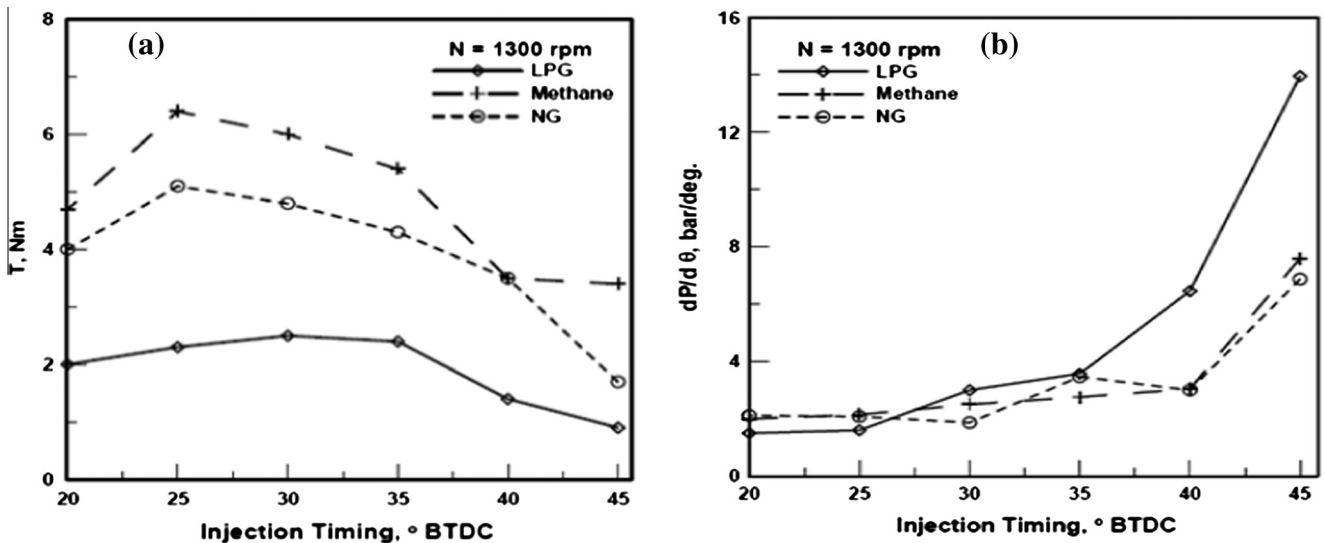 (a)
N = 1300 rpm
LPG
Methane
NG
8
6
4
2
0
T, Nm
20 25 30 35 40 45
Injection Timing, ° BTDC
(b)
N = 1300 rpm
LPG
Methane
NG
16
12
8
4
0
dP/d θ, bar/deg.
20 25 30 35 40 45
Injection Timing, ° BTDC